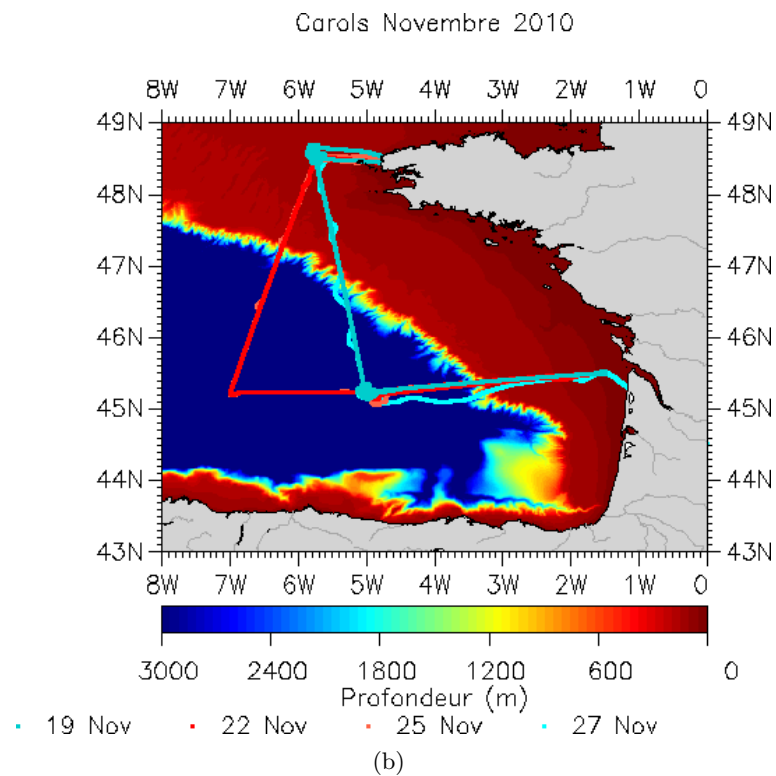 Carols Novembre 2010
8W 7W 6W 5W 4W 3W 2W 1W 0
49N 49N
48N 48N
47N 47N
46N 46N
45N 45N
44N 44N
43N 43N
8W 7W 6W 5W 4W 3W 2W 1W 0
3000 2400 1800 1200 600 0
Profondeur (m)
19 Nov 22 Nov 25 Nov 27 Nov
(b)